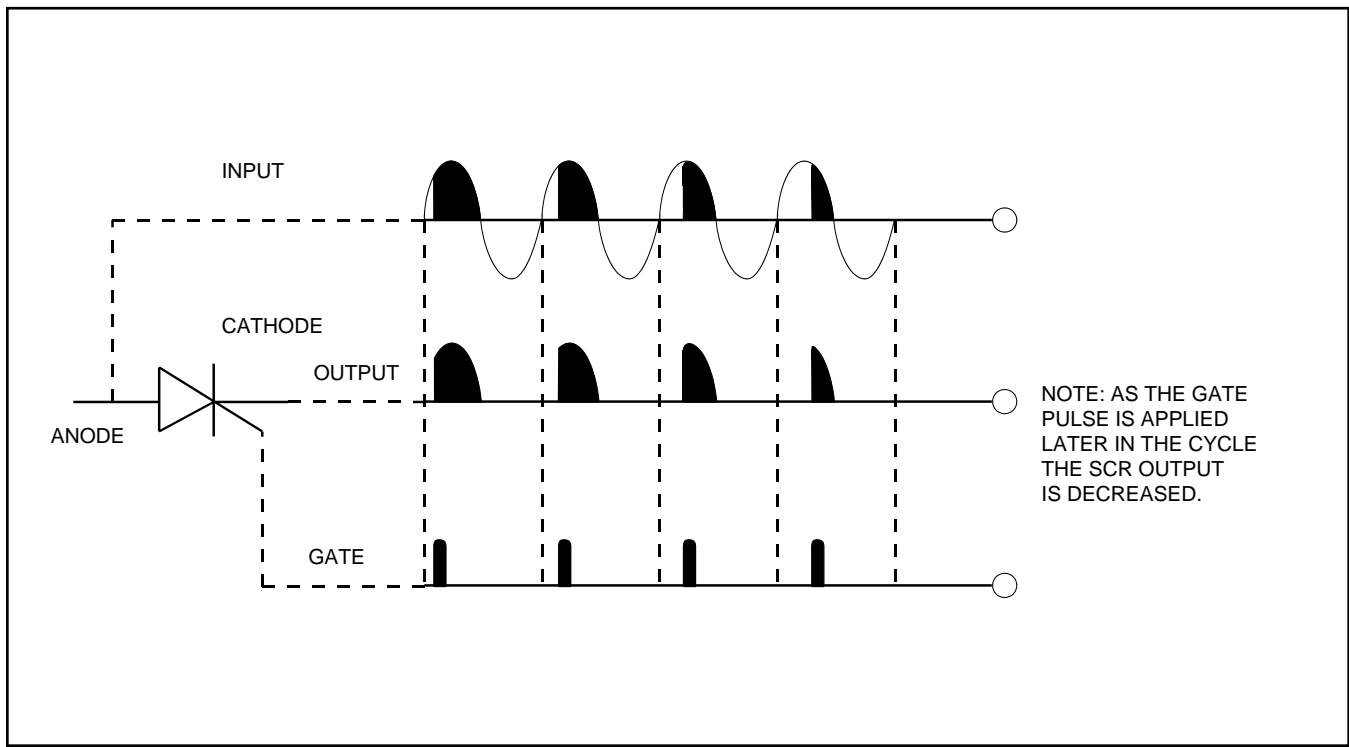 INPUT
CATHODE
OUTPUT
ANODE
GATE
NOTE: AS THE GATE
PULSE IS APPLIED
LATER IN THE CYCLE
THE SCR OUTPUT
IS DECREASED.